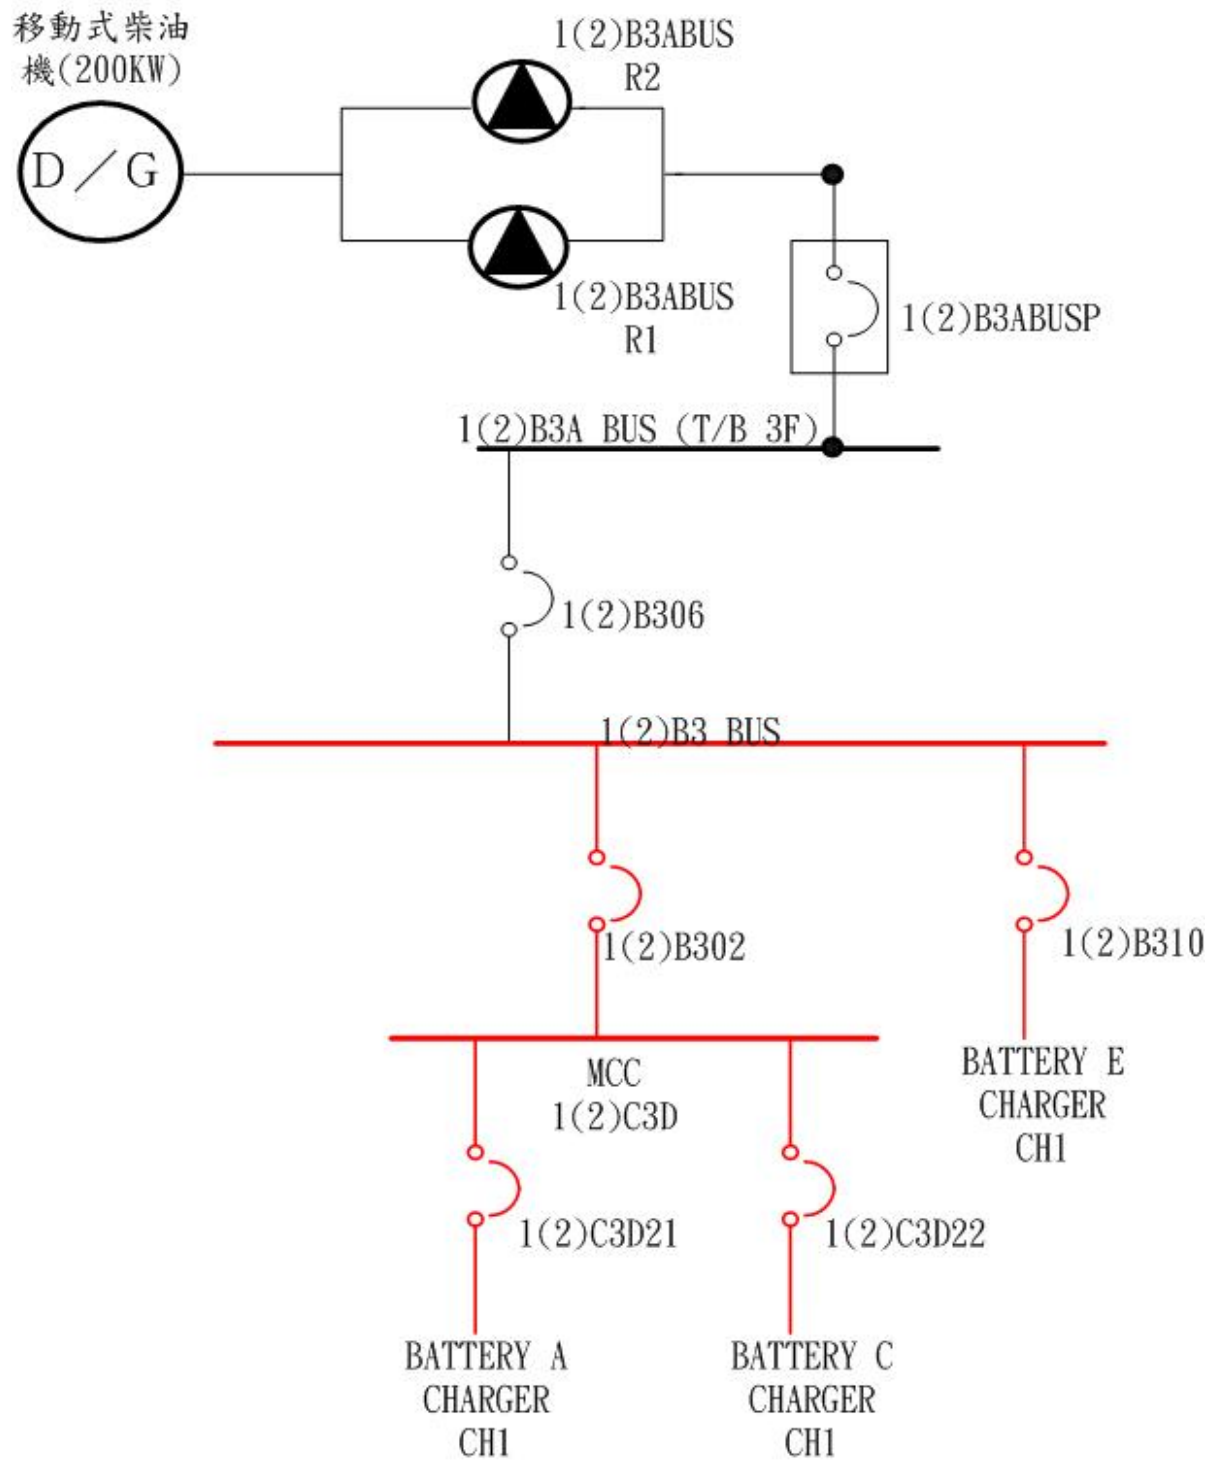 移動式柴油
機(200KW)
D／G
1(2)B3ABUS
R2
1(2)B3ABUS
R1
1(2)B3ABUSP
1(2)B3A BUS (T/B 3F)
1(2)B306
1(2)B3 BUS
1(2)B302
1(2)B310
MCC
1(2)C3D
BATTERY E
CHARGER
CH1
1(2)C3D21
1(2)C3D22
BATTERY A
CHARGER
CH1
BATTERY C
CHARGER
CH1